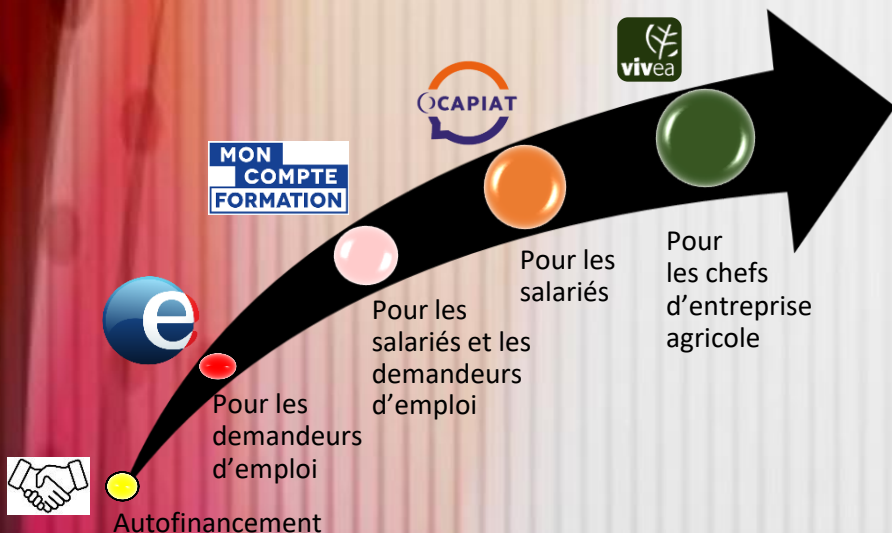 vivea
OCAPIAT
MON
COMPTE
FORMATION
e
Pour
les chefs
d'entreprise
agricole
Pour les
salariés
Pour les
salariés et les
demandeurs
d'emploi
Pour les
demandeurs
d'emploi
Autofinancement